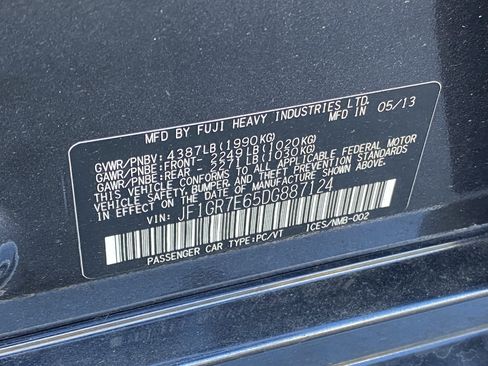 MFD BY FUJI HEAVY INDUSTRIES LTD.
MFD IN 05/13
GVWR/PNBV: 4387LB(1990KG)
GAWR/PNBE:FRONT- 2249LB(1020KG)
GAWR/PNBE:REAR - 2271LB(1030KG)
THIS VEHICLE CONFORMS TO ALL APPLICABLE FEDERAL MOTOR
VEHICLE SAFETY, BUMPER, AND THEFT PREVENTION STANDARDS
IN EFFECT ON THE DATE OF MANUFACTURE SHOWN ABOVE.
VIN: JF1GR7E65DG887124
PASSENGER CAR TYPE:PC/VT ICES/NMB-002